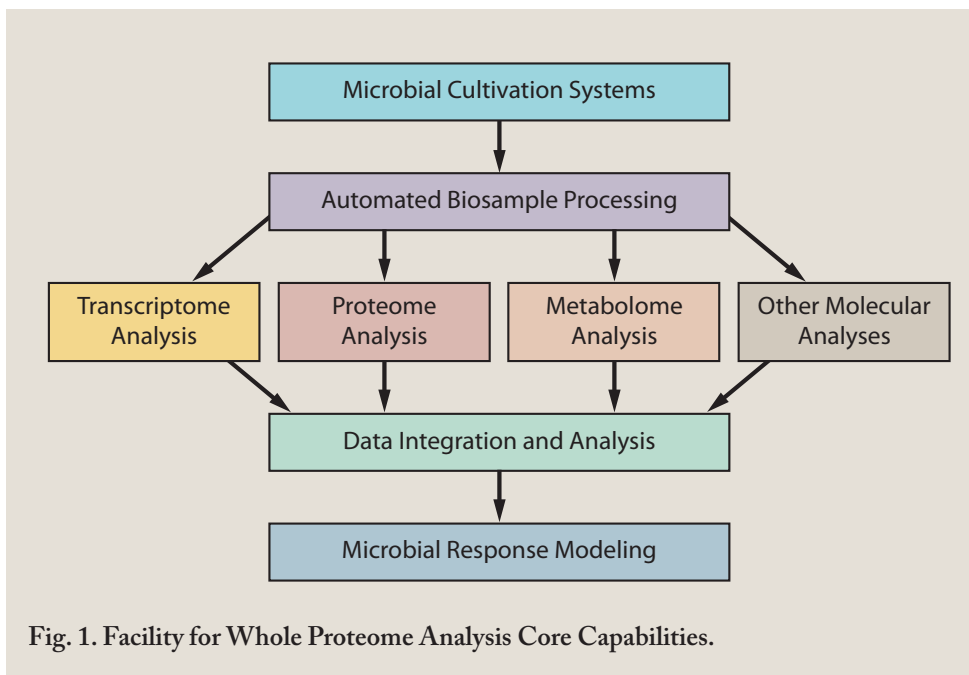 Microbial Cultivation Systems
Automated Biosample Processing
Transcriptome
Analysis
Proteome
Analysis
Metabolome
Analysis
Other Molecular
Analyses
Data Integration and Analysis
Microbial Response Modeling
Fig. 1. Facility for Whole Proteome Analysis Core Capabilities.